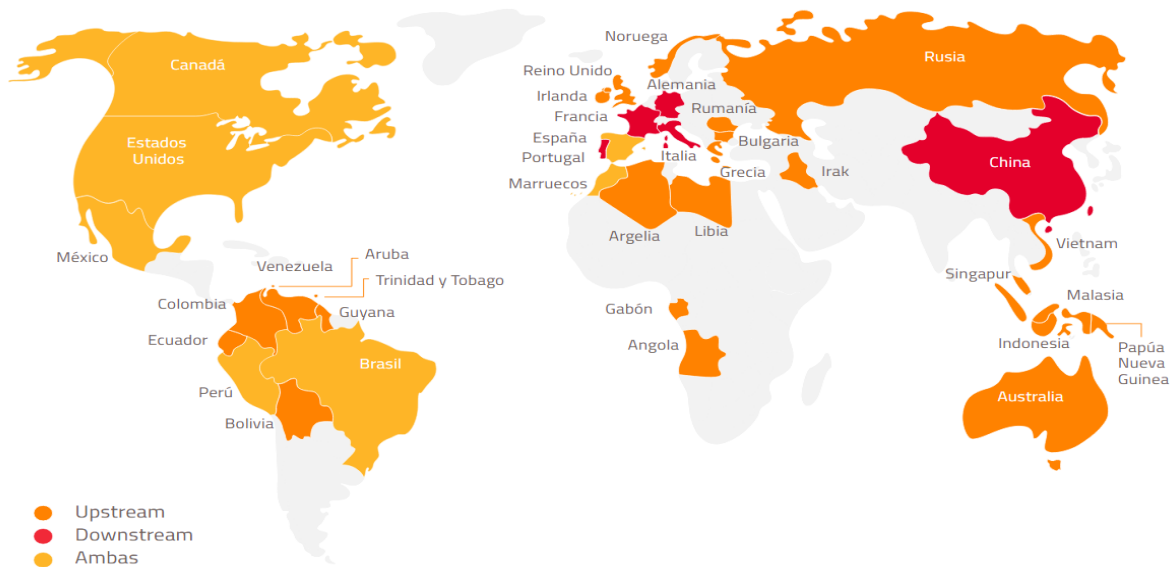 Canadá
Estados
Unidos
México
Venezuela
Aruba
Trinidad y Tobago
Colombia
Guyana
Ecuador
Brasil
Perú
Bolivia
Noruega
Rusia
Reino Unido
Alemania
Irlanda
Rumanía
Francia
España
Bulgaria
Portugal
Italia
Grecia
Irak
China
Marruecos
Argelia
Libia
Vietnam
Singapur
Malasia
Gabón
Indonesia
Angola
Papúa
Nueva
Guinea
Australia
Upstream
Downstream
Ambas